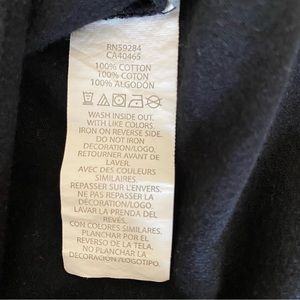 RN59284
CA40465
100% COTTON
100% COTON
100% ALGODÓN
WASH INSIDE OUT.
WITH LIKE COLORS.
IRON ON REVERSE SIDE.
DO NOT IRON
DECORATION/LOGO.
RETOURNER AVANT DE
LAVER.
AVEC DES COULEURS
SIMILAIRES.
REPASSER SUR L'ENVERS.
NE PAS REPASSER LA
DÉCORATION/LOGO.
LAVAR LA PRENDA DEL
REVÉS.
CON COLORES SIMILARES.
PLANCHAR POR EL
REVERSO DE LA TELA.
NO PLANCHAR LA
DECORACIÓN/LOGOTIPO.